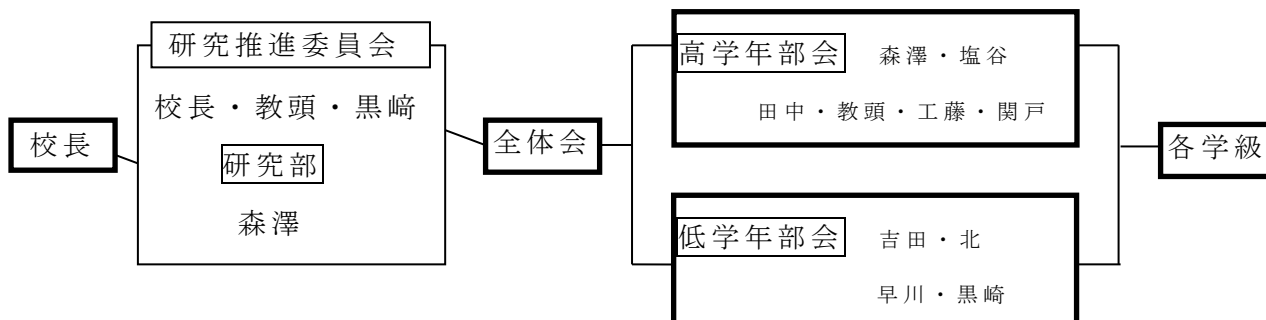 校長
研究推進委員会
校長・教頭・黒﨑
研究部
森澤
全体会
高学年部会 森澤・塩谷
田中・教頭・工藤・関戸
低学年部会 吉田・北
早川・黒崎
各学級